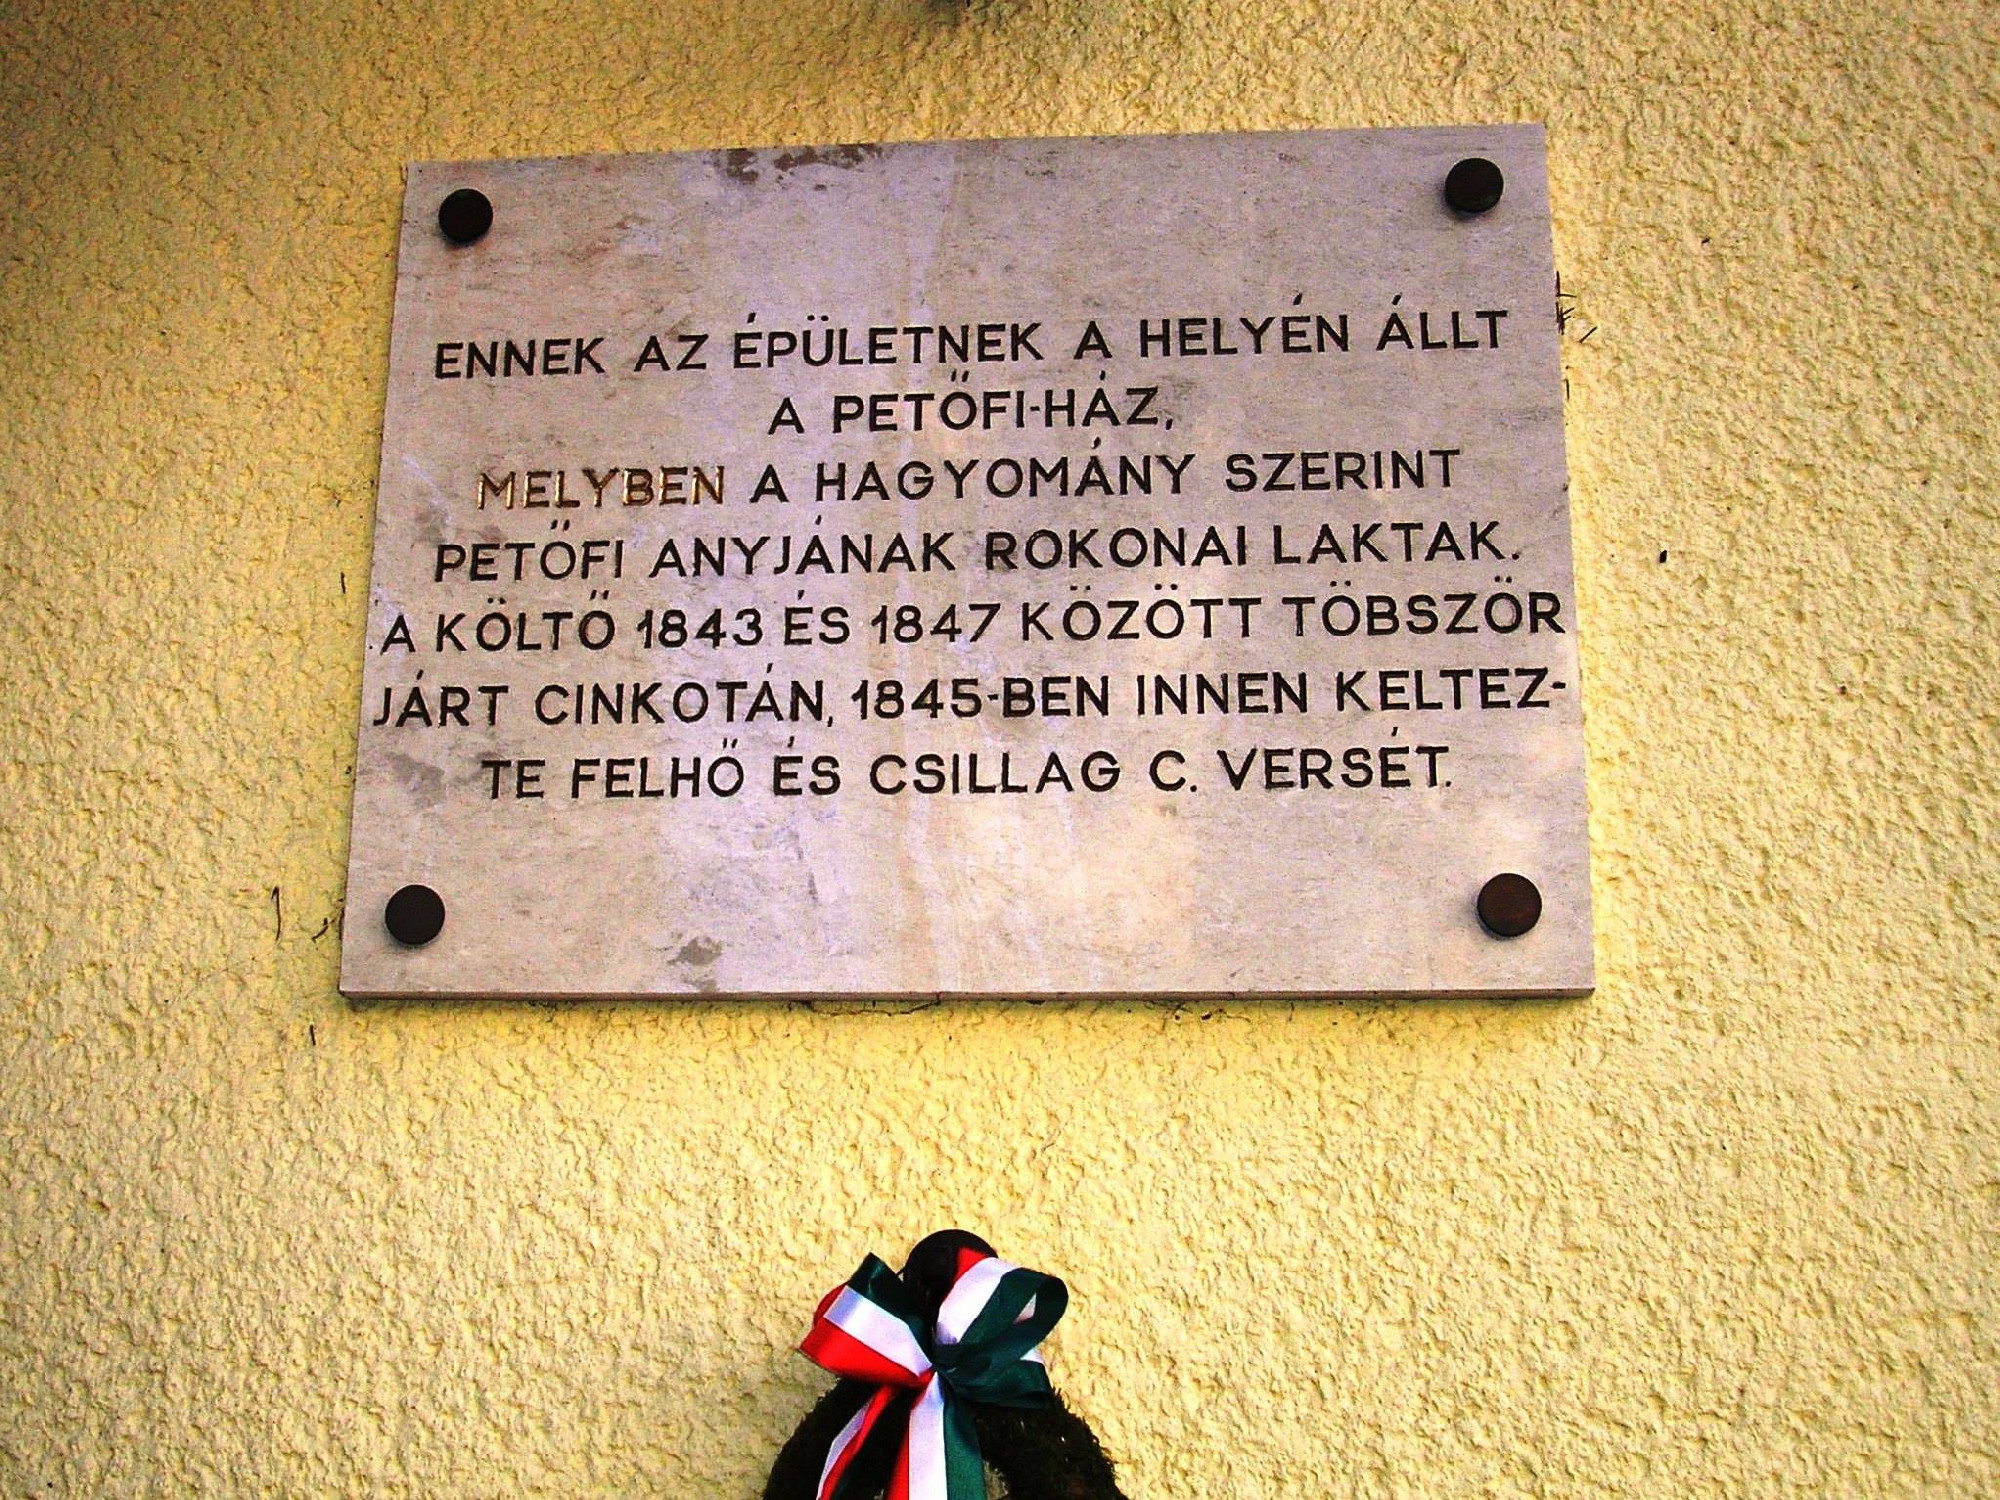 ENNEK AZ ÉPÜLETNEK A HELYÉN ÁLLT
A PETŐFI-HÁZ,
MELYBEN A HAGYOMÁNY SZERINT
PETŐFI ANYJÁNAK ROKONAI LAKTAK.
A KÖLTŐ 1843 ÉS 1847 KÖZÖTT TÖBSZÖR
JÁRT CINKOTÁN, 1845-BEN INNEN KELTEZ-
TE FELHŐ ÉS CSILLAG C. VERSÉT.